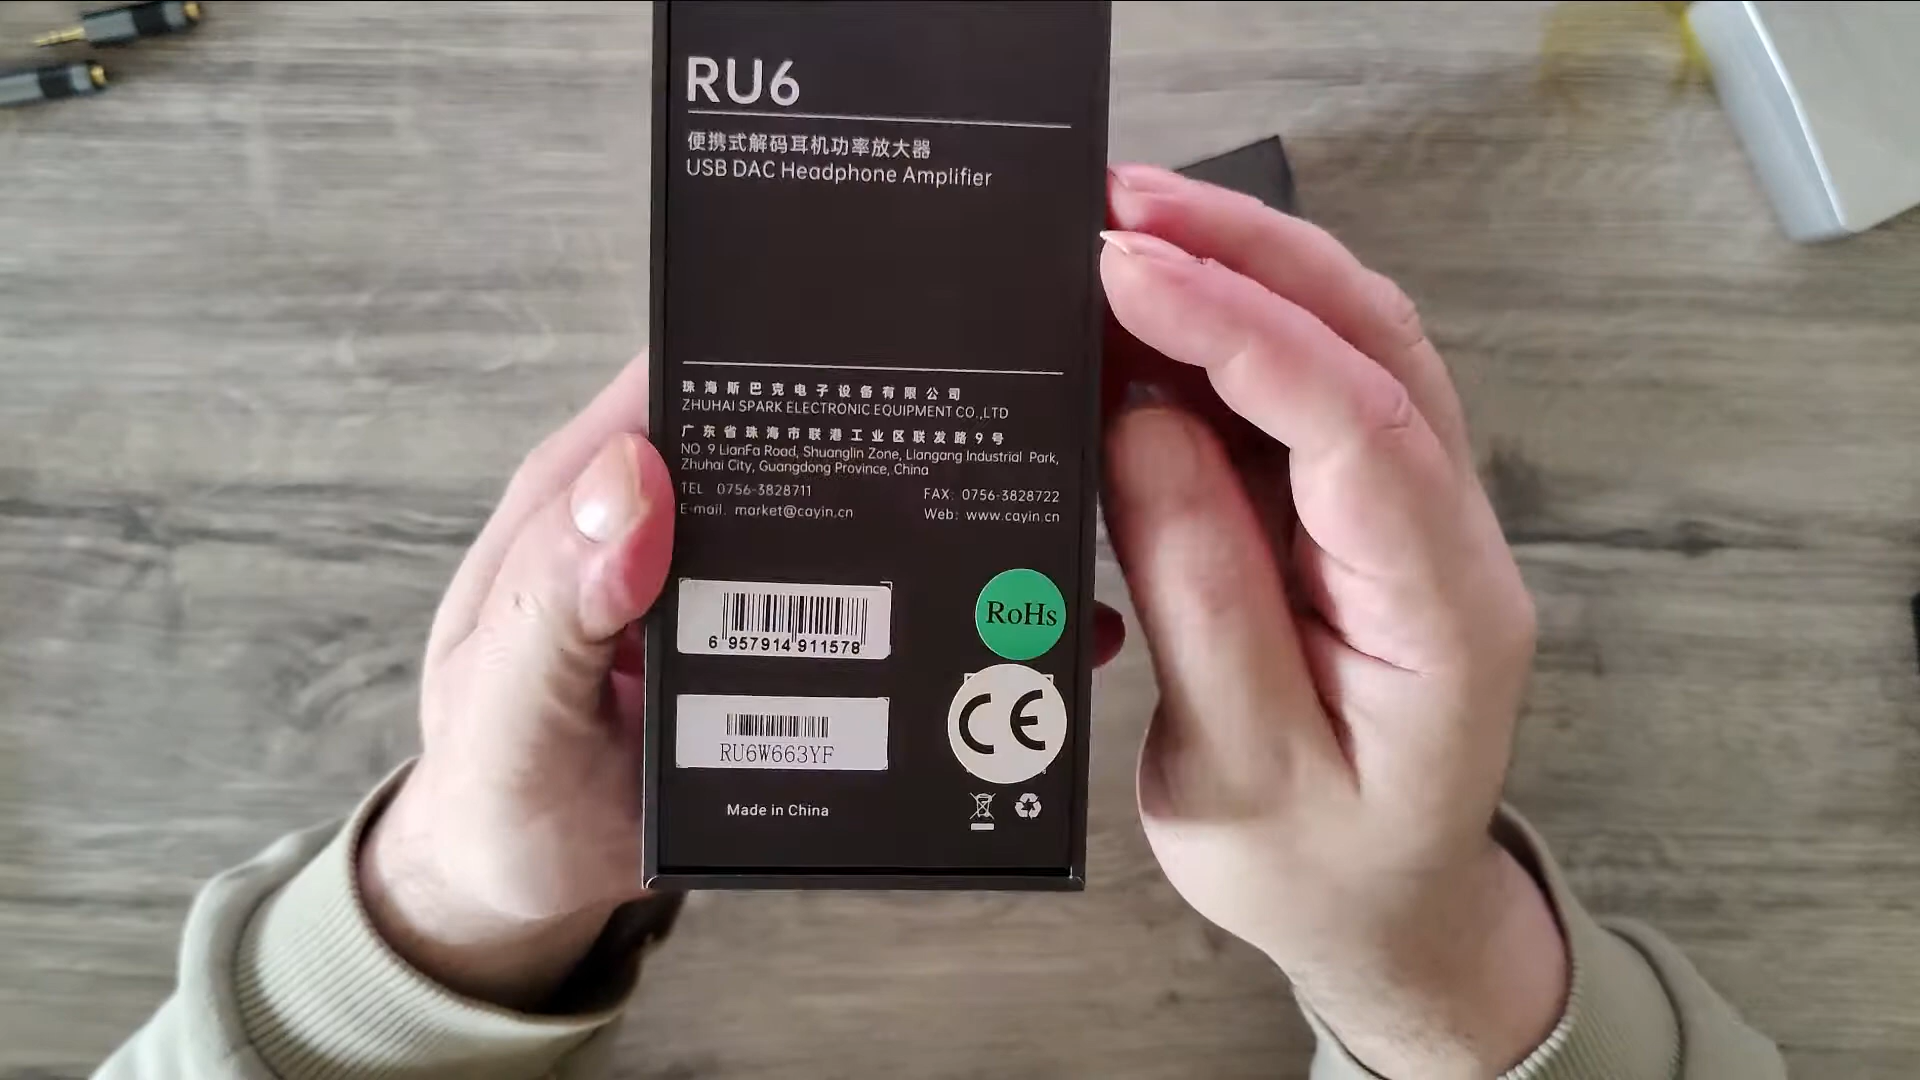 RU6
便携式解码耳机功率放大器
USB DAC Headphone Amplifier
珠海斯巴克电子设备有限公司
ZHUHAI SPARK ELECTRONIC EQUIPMENT CO.,LTD
广东省珠海市联港工业区联发路9号
NO. 9 LianFa Road, Shuanglin Zone, Liangang Industrial Park,
Zhuhai City, Guangdong Province, China
TEL 0756-3828711 FAX: 0756-3828722
E-mail. market@cayin.cn Web: www.cayin.cn
6 957914 911578
RoHs
CE
RU6W663YF
Made in China